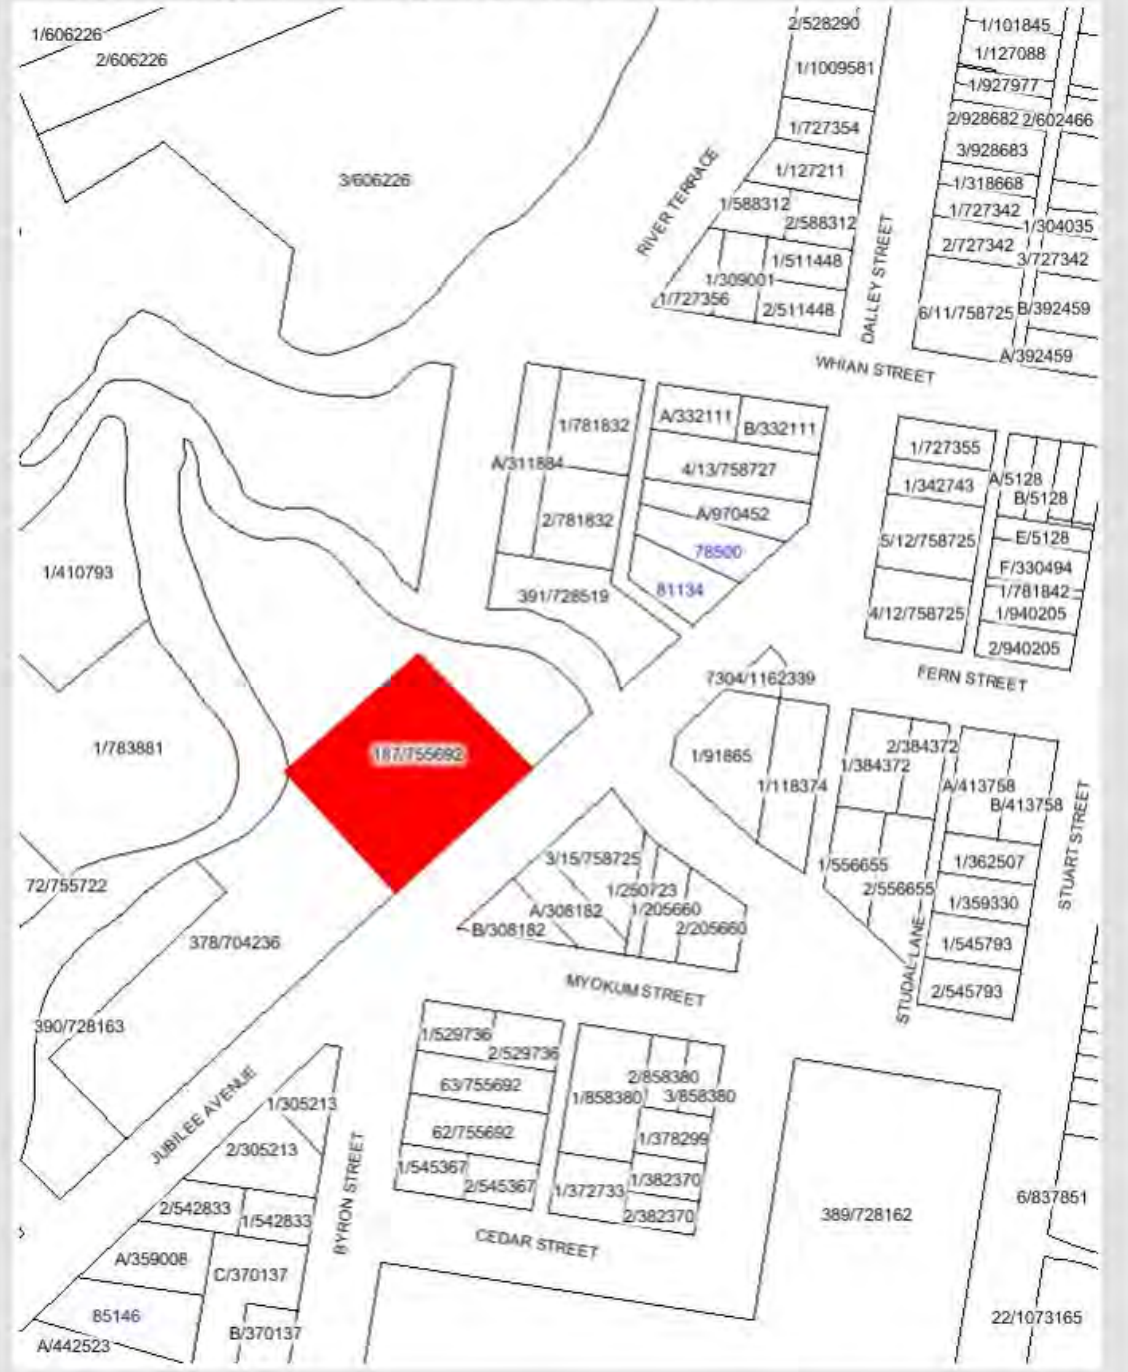 2/528290
1/101845
1/606226
1/127088
2/606226
1/1009581
1/927977
2/928682
2/602466
1/727354
3/928683
1/127211
3/606226
1/318668
RIVER TERRACE
1/588312
1/727342
2/588312
1/304035
DALLEY STREET
2/727342
3/727342
1/511448
1/309001
1/727356
2/511448
6/11/758725
B/392459
A/392459
WHIAN STREET
A/332111
1/781832
B/332111
1/727355
A/311884
4/13/758727
A/5128
1/342743
B/5128
A/970452
2/781832
5/12/758725
E/5128
78500
F/330494
1/410793
81134
1/781842
391/728519
4/12/758725
1/940205
2/940205
7304/1162339
FERN STREET
1/783881
187/755692
1/91865
2/384372
1/384372
1/118374
A/413758
B/413758
STUART STREET
3/15/758725
1/556655
1/362507
72/755722
1/250723
2/556655
1/359330
A/308182
1/205660
B/308182
2/205660
378/704236
1/545793
STUDAL LANE
MYOKUM STREET
2/545793
390/728163
1/529736
2/529736
2/858380
63/755692
1/858380
3/858380
JUBILEE AVENUE
1/305213
62/755692
1/378299
2/305213
1/545367
1/382370
2/545367
1/372733
BYRON STREET
6/837851
2/542833
1/542833
2/382370
389/728162
CEDAR STREET
A/359008
C/370137
85146
22/1073165
B/370137
A/442523